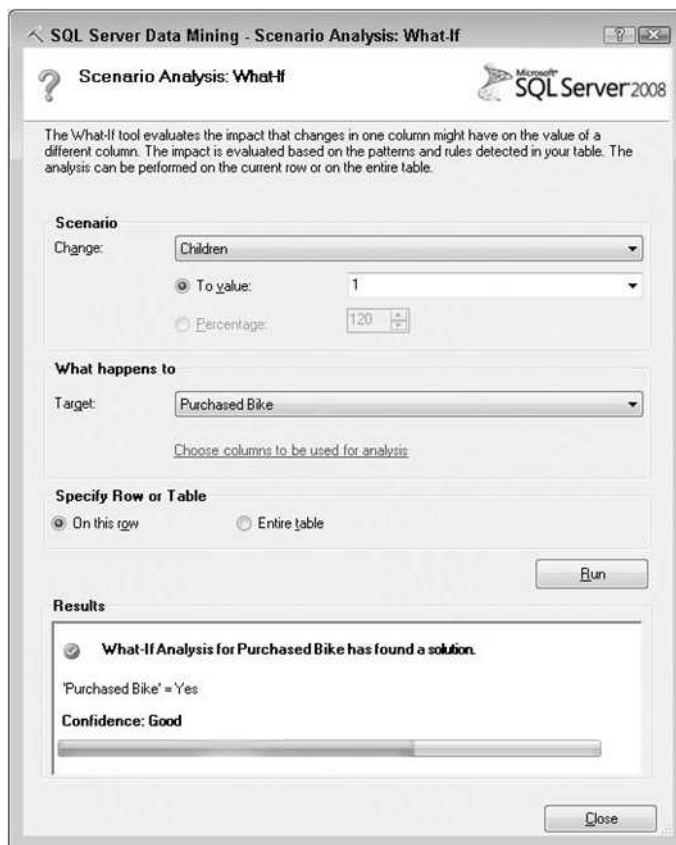 SQL Server Data Mining - Scenario Analysis: What-If
Scenario Analysis: What-If
Microsoft
SQL Server 2008
The What-If tool evaluates the impact that changes in one column might have on the value of a
different column. The impact is evaluated based on the patterns and rules detected in your table. The
analysis can be performed on the current row or on the entire table.
Scenario
Change: Children
To value: 1
Percentage: 120
What happens to
Target: Purchased Bike
Choose columns to be used for analysis
Specify Row or Table
On this row Entire table
Run
Results
What-If Analysis for Purchased Bike has found a solution.
'Purchased Bike' = Yes
Confidence: Good
Close